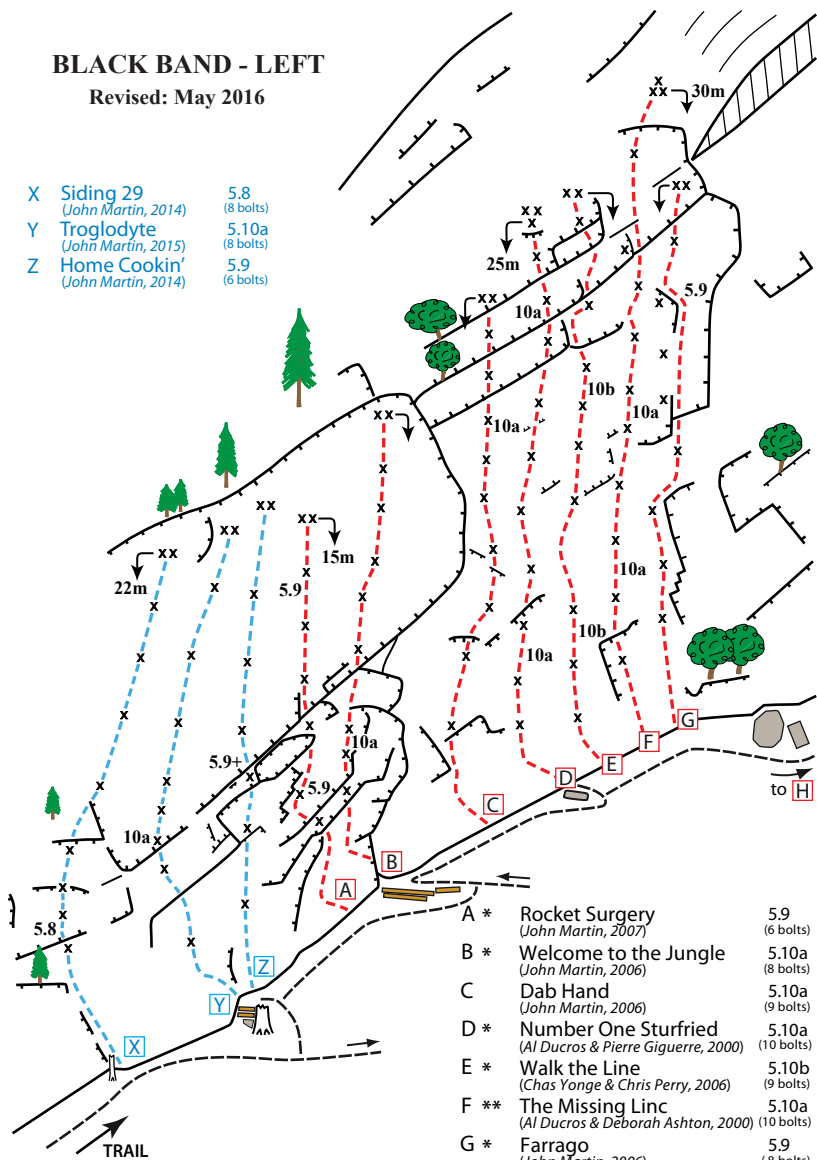 BLACK BAND - LEFT
Revised: May 2016
X Siding 29 5.8
(John Martin, 2014) (8 bolts)
Y Troglodyte 5.10a
(John Martin, 2015) (8 bolts)
Z Home Cookin' 5.9
(John Martin, 2014) (6 bolts)
30m
25m
5.9
10a
10b
10a
10a
22m
15m
5.9
10a
10b
10a
5.9+
10a
5.9
10a
5.8
G
F
E
D
to H
C
B
A
Z
Y
X
TRAIL
A * Rocket Surgery 5.9
(John Martin, 2007) (6 bolts)
B * Welcome to the Jungle 5.10a
(John Martin, 2006) (8 bolts)
C Dab Hand 5.10a
(John Martin, 2006) (9 bolts)
D * Number One Sturfried 5.10a
(Al Ducros & Pierre Giguerre, 2000) (10 bolts)
E * Walk the Line 5.10b
(Chas Yonge & Chris Perry, 2006) (9 bolts)
F ** The Missing Linc 5.10a
(Al Ducros & Deborah Ashton, 2000) (10 bolts)
G * Farrago 5.9
(John Martin, 2006) (8 bolts)